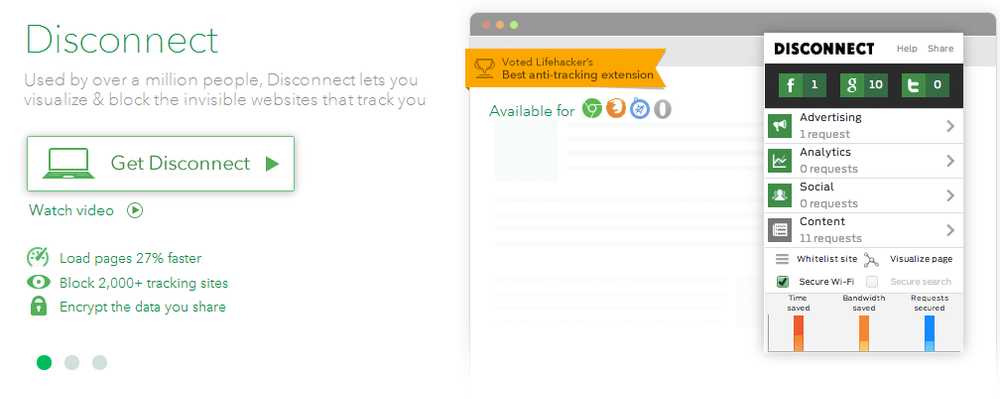 Disconnect
Used by over a million people, Disconnect lets you
visualize & block the invisible websites that track you
Get Disconnect
Watch video
Load pages 27% faster
Block 2,000+ tracking sites
Encrypt the data you share
Voted Lifehacker's
Best anti-tracking extension
Available for
DISCONNECT Help Share
f 1 g 10 t 0
Advertising
1 request
Analytics
0 requests
Social
0 requests
Content
11 requests
Whitelist site Visualize page
Secure Wi-Fi Secure search
Time saved
Bandwidth saved
Requests secured